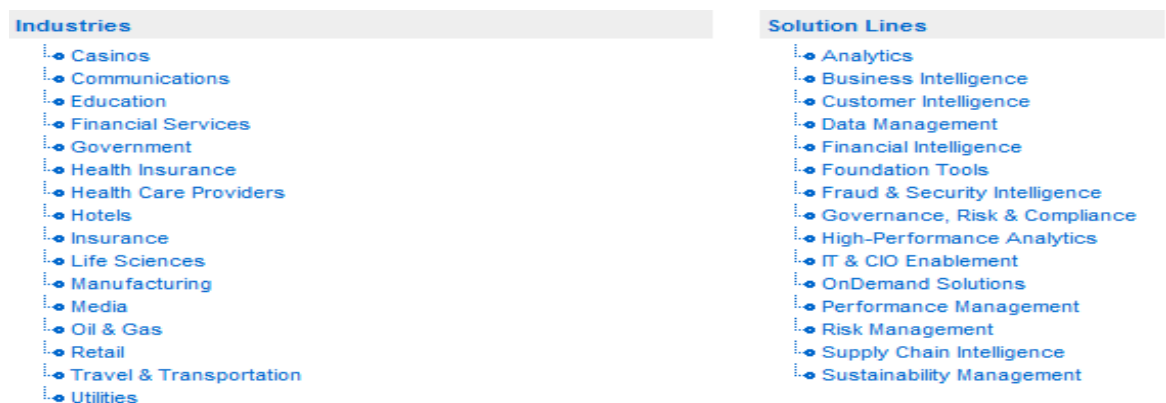 Industries
Casinos
Communications
Education
Financial Services
Government
Health Insurance
Health Care Providers
Hotels
Insurance
Life Sciences
Manufacturing
Media
Oil & Gas
Retail
Travel & Transportation
Utilities
Solution Lines
Analytics
Business Intelligence
Customer Intelligence
Data Management
Financial Intelligence
Foundation Tools
Fraud & Security Intelligence
Governance, Risk & Compliance
High-Performance Analytics
IT & CIO Enablement
OnDemand Solutions
Performance Management
Risk Management
Supply Chain Intelligence
Sustainability Management